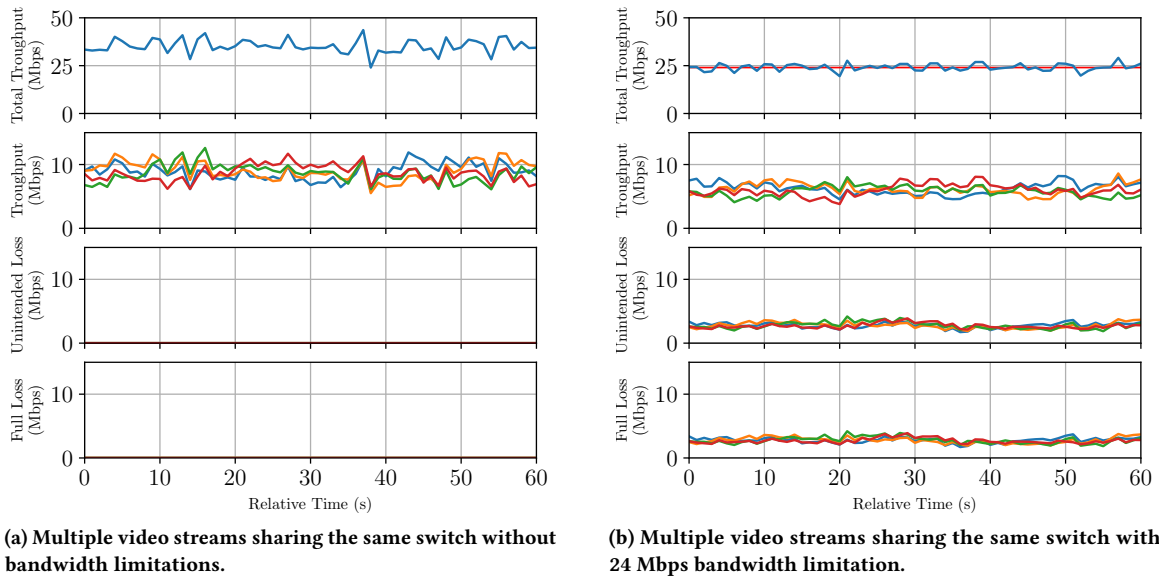 50
25
0
Total Troughput
(Mbps)
10
0
Troughput
(Mbps)
10
0
Unintended Loss
(Mbps)
10
0
Full Loss
(Mbps)
0 10 20 30 40 50 60
Relative Time (s)
(a) Multiple video streams sharing the same switch without
bandwidth limitations.
50
25
0
Total Troughput
(Mbps)
10
0
Troughput
(Mbps)
10
0
Unintended Loss
(Mbps)
10
0
Full Loss
(Mbps)
0 10 20 30 40 50 60
Relative Time (s)
(b) Multiple video streams sharing the same switch with
24 Mbps bandwidth limitation.